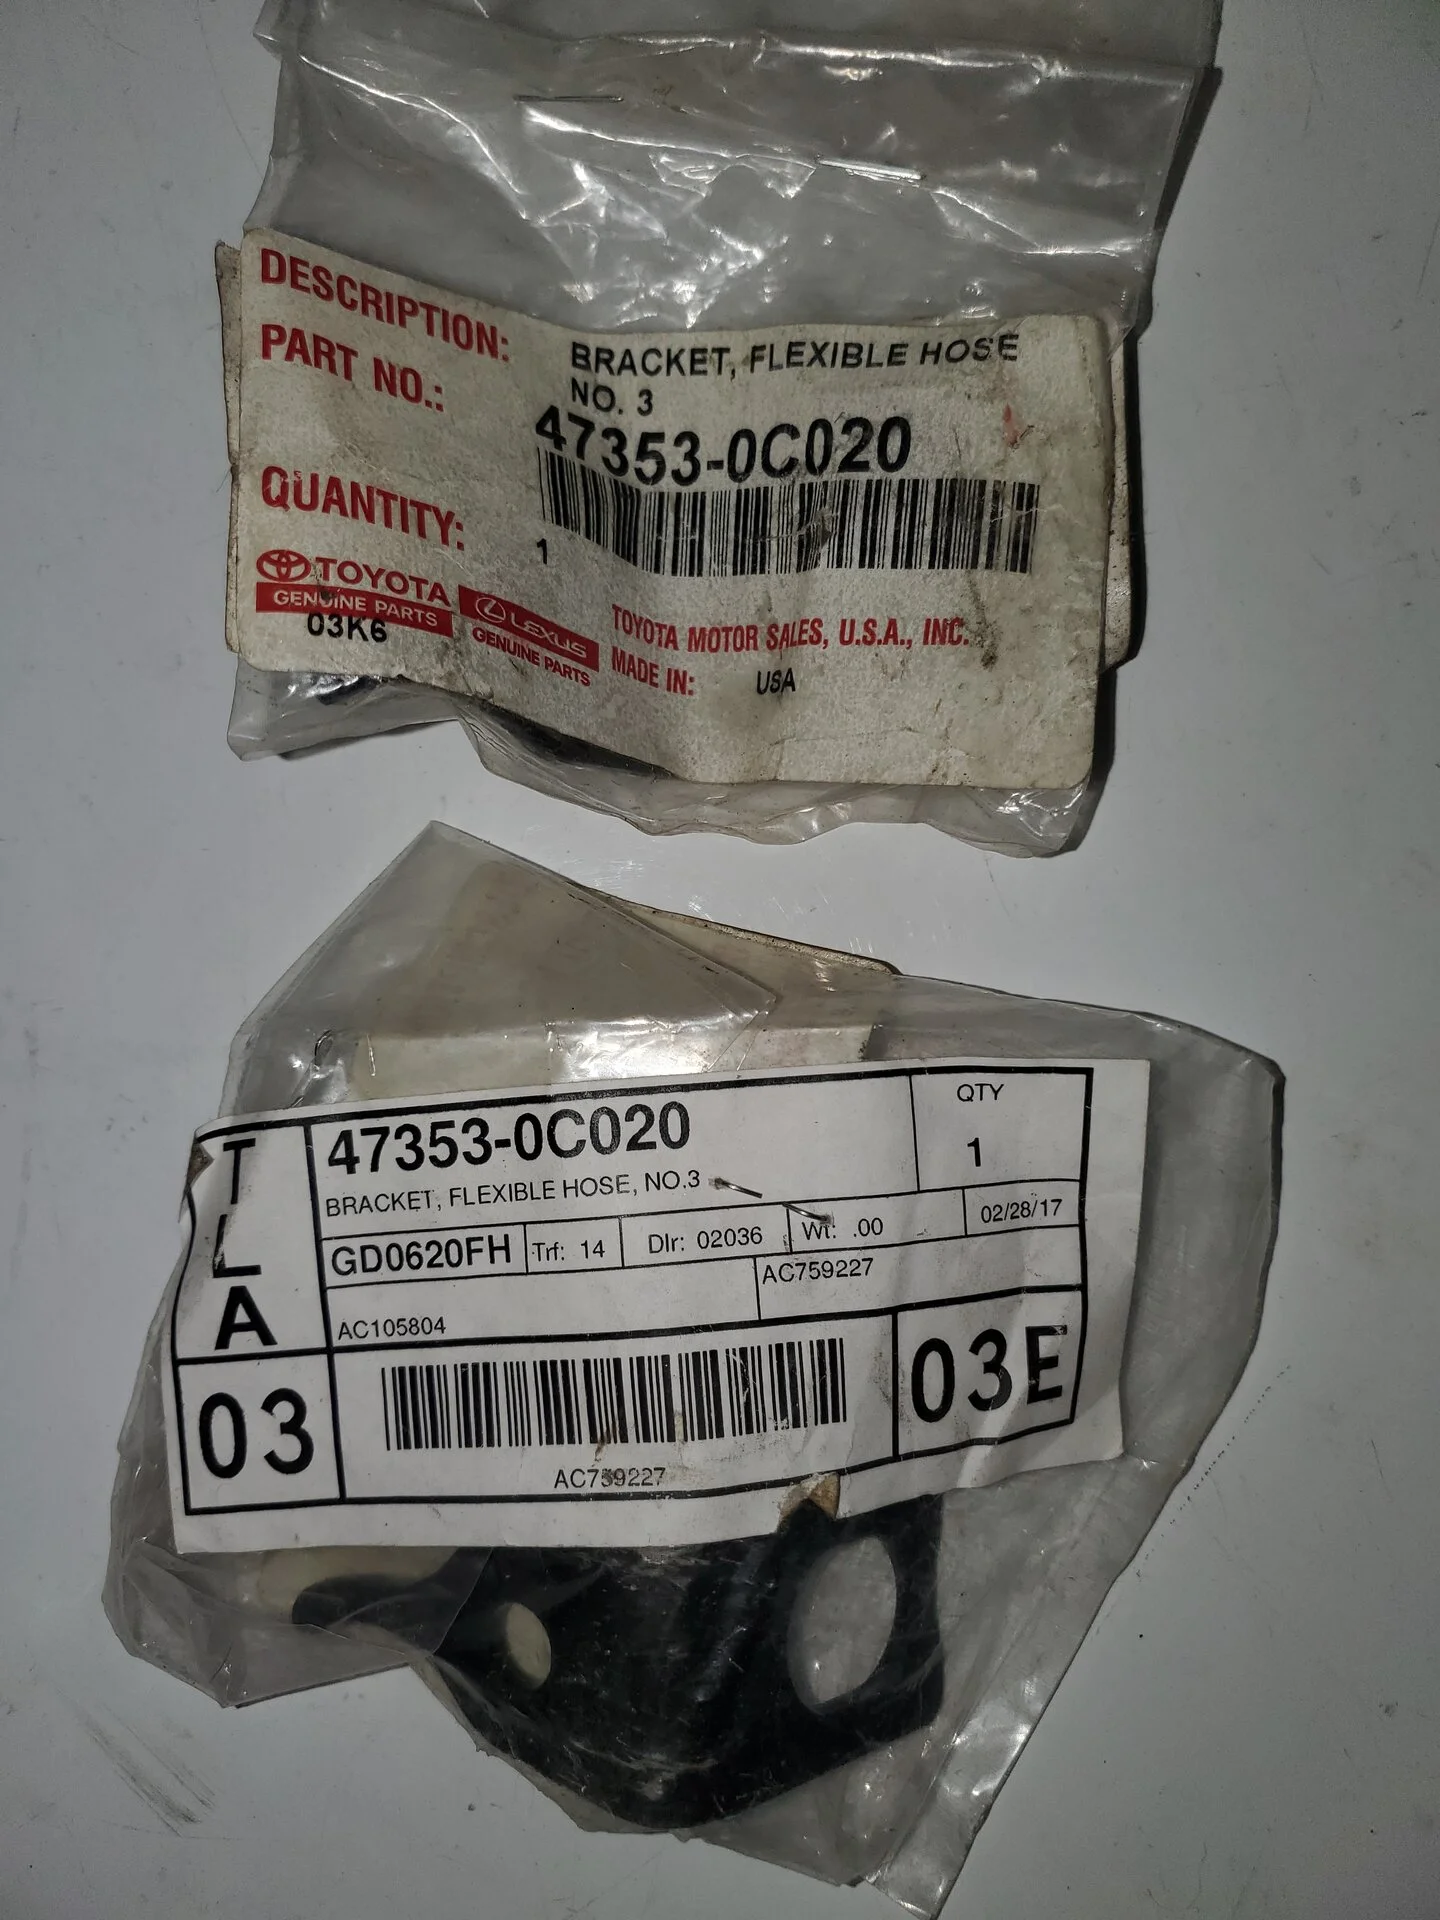 DESCRIPTION: BRACKET, FLEXIBLE HOSE
NO. 3
PART NO.: 47353-0C020
QUANTITY: 1
TOYOTA
GENUINE PARTS
03K6
LEXUS
GENUINE PARTS
TOYOTA MOTOR SALES, U.S.A., INC.
MADE IN: USA
TLA
47353-0C020
BRACKET, FLEXIBLE HOSE, NO.3
QTY
1
GD0620FH Trf: 14 Dlr: 02036 Wt: .00 02/28/17
AC759227
AC105804
03
AC759227
03E